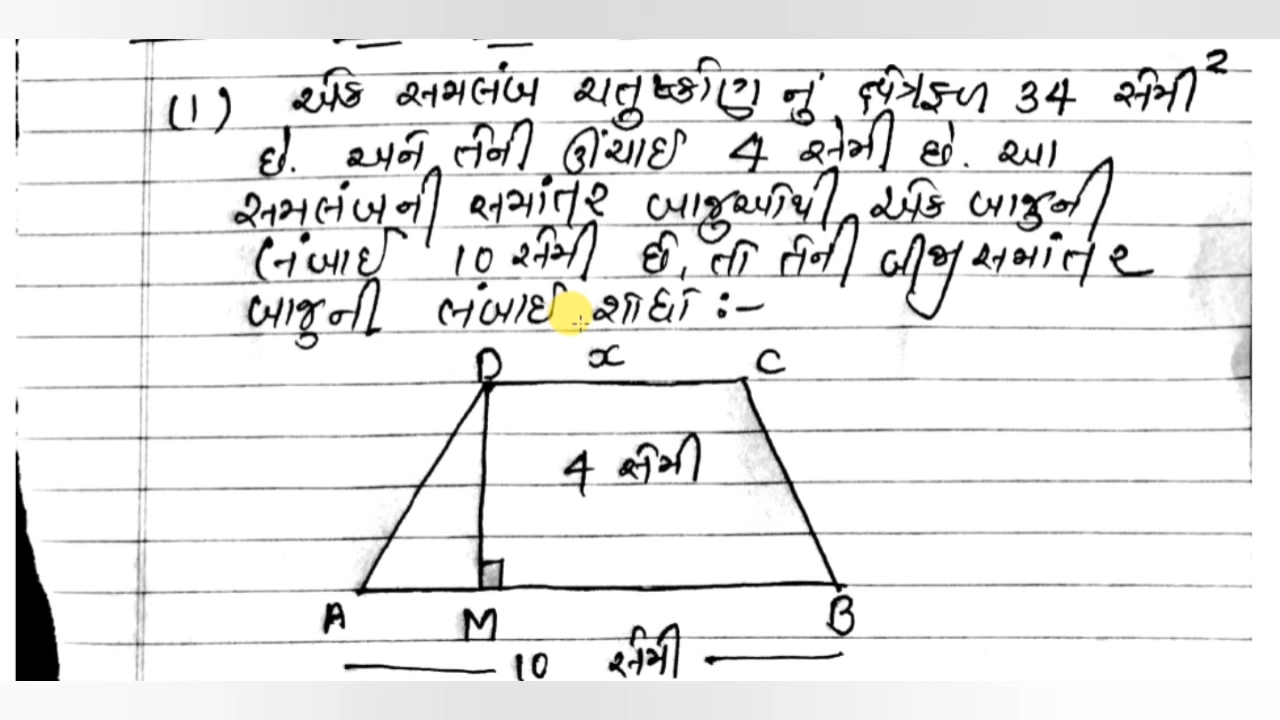 (1) એક સમલંબ ચતુષ્કોણ નું ક્ષેત્રફળ 34 સેમી²
છે. અને તેની ઊંચાઈ 4 સેમી છે. આ
સમલંબની સમાંતર બાજુઓથી એક બાજુની
લંબાઈ 10 સેમી છે, તો તેની બીજી સમાંતર
બાજુની લંબાઈ શોધો :-
D x C
4 સેમી
A M B
10 સેમી